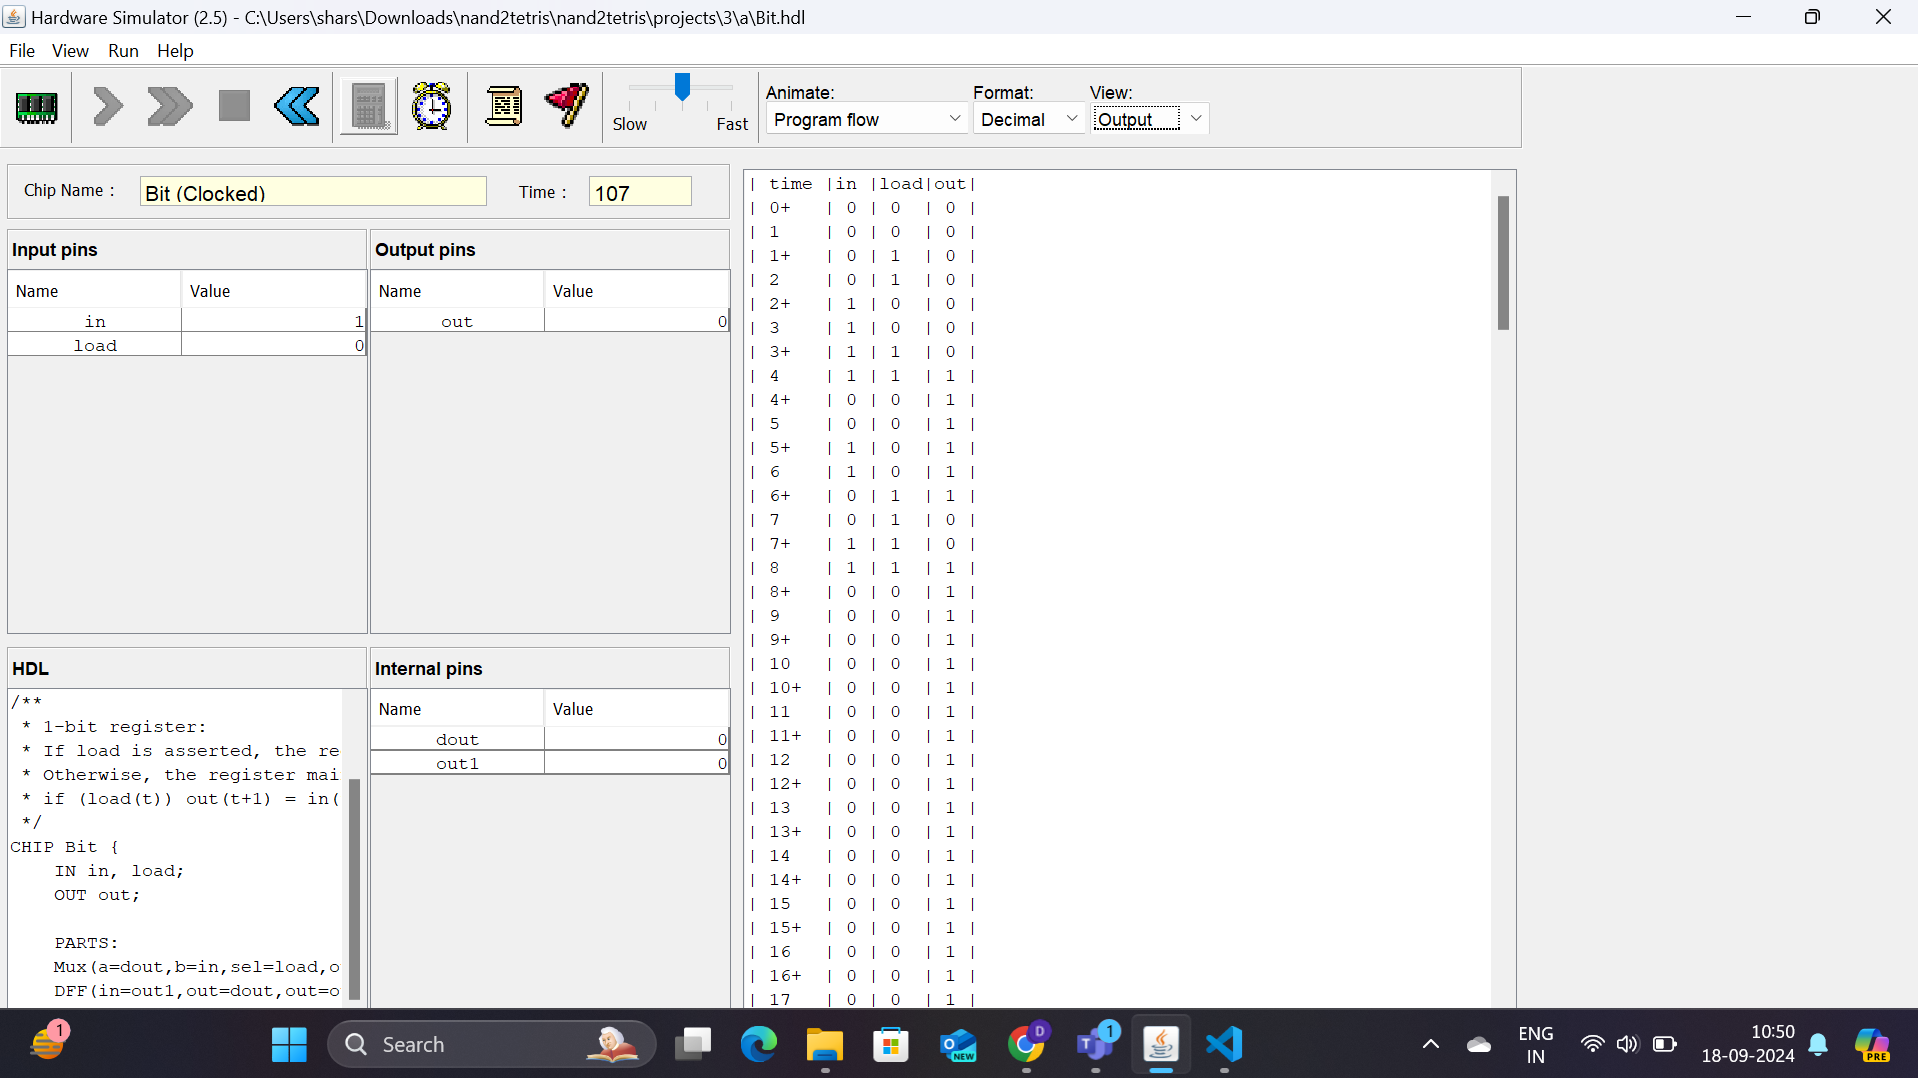 Hardware Simulator (2.5) - C:\Users\shars\Downloads\nand2tetris\nand2tetris\projects\3\a\Bit.hdl
File View Run Help
Slow Fast
Animate: Format: View:
Program flow Decimal Output
Chip Name : Bit (Clocked) Time : 107
Input pins
Name Value
in 1
load 0
Output pins
Name Value
out 0
HDL
/**
* 1-bit register:
* If load is asserted, the re
* Otherwise, the register mai
* if (load(t)) out(t+1) = in(
*/
CHIP Bit {
IN in, load;
OUT out;
PARTS:
Mux(a=dout,b=in,sel=load,o
DFF(in=out1,out=dout,out=o
Internal pins
Name Value
dout 0
out1 0
| time |in |load|out|
| 0+ | 0 | 0 | 0 |
| 1 | 0 | 0 | 0 |
| 1+ | 0 | 1 | 0 |
| 2 | 0 | 1 | 0 |
| 2+ | 1 | 0 | 0 |
| 3 | 1 | 0 | 0 |
| 3+ | 1 | 1 | 0 |
| 4 | 1 | 1 | 1 |
| 4+ | 0 | 0 | 1 |
| 5 | 0 | 0 | 1 |
| 5+ | 1 | 0 | 1 |
| 6 | 1 | 0 | 1 |
| 6+ | 0 | 1 | 1 |
| 7 | 0 | 1 | 0 |
| 7+ | 1 | 1 | 0 |
| 8 | 1 | 1 | 1 |
| 8+ | 0 | 0 | 1 |
| 9 | 0 | 0 | 1 |
| 9+ | 0 | 0 | 1 |
| 10 | 0 | 0 | 1 |
| 10+ | 0 | 0 | 1 |
| 11 | 0 | 0 | 1 |
| 11+ | 0 | 0 | 1 |
| 12 | 0 | 0 | 1 |
| 12+ | 0 | 0 | 1 |
| 13 | 0 | 0 | 1 |
| 13+ | 0 | 0 | 1 |
| 14 | 0 | 0 | 1 |
| 14+ | 0 | 0 | 1 |
| 15 | 0 | 0 | 1 |
| 15+ | 0 | 0 | 1 |
| 16 | 0 | 0 | 1 |
| 16+ | 0 | 0 | 1 |
| 17 | 0 | 0 | 1 |
1
Search
NEW
D
1
ENG
IN
10:50
18-09-2024
PRE